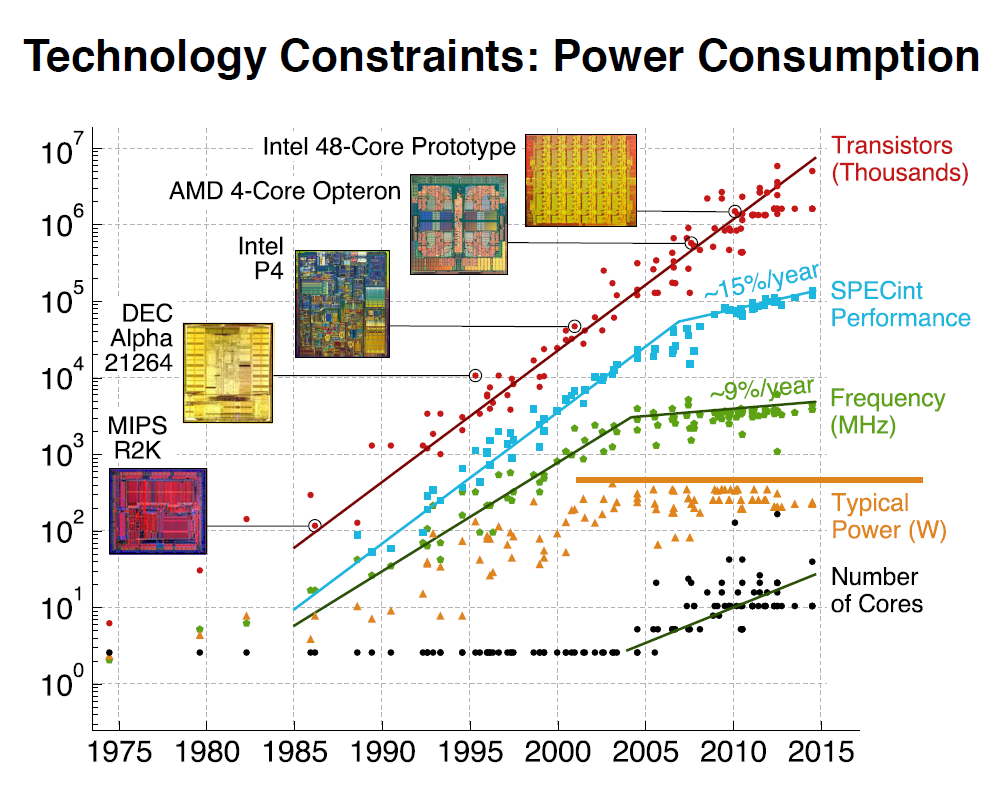 Technology Constraints: Power Consumption
Intel 48-Core Prototype
AMD 4-Core Opteron
Intel
P4
DEC
Alpha
21264
MIPS
R2K
10^7
10^6
10^5
10^4
10^3
10^2
10^1
10^0
Transistors
(Thousands)
~15%/year
SPECint
Performance
~9%/year
Frequency
(MHz)
Typical
Power (W)
Number
of Cores
1975 1980 1985 1990 1995 2000 2005 2010 2015